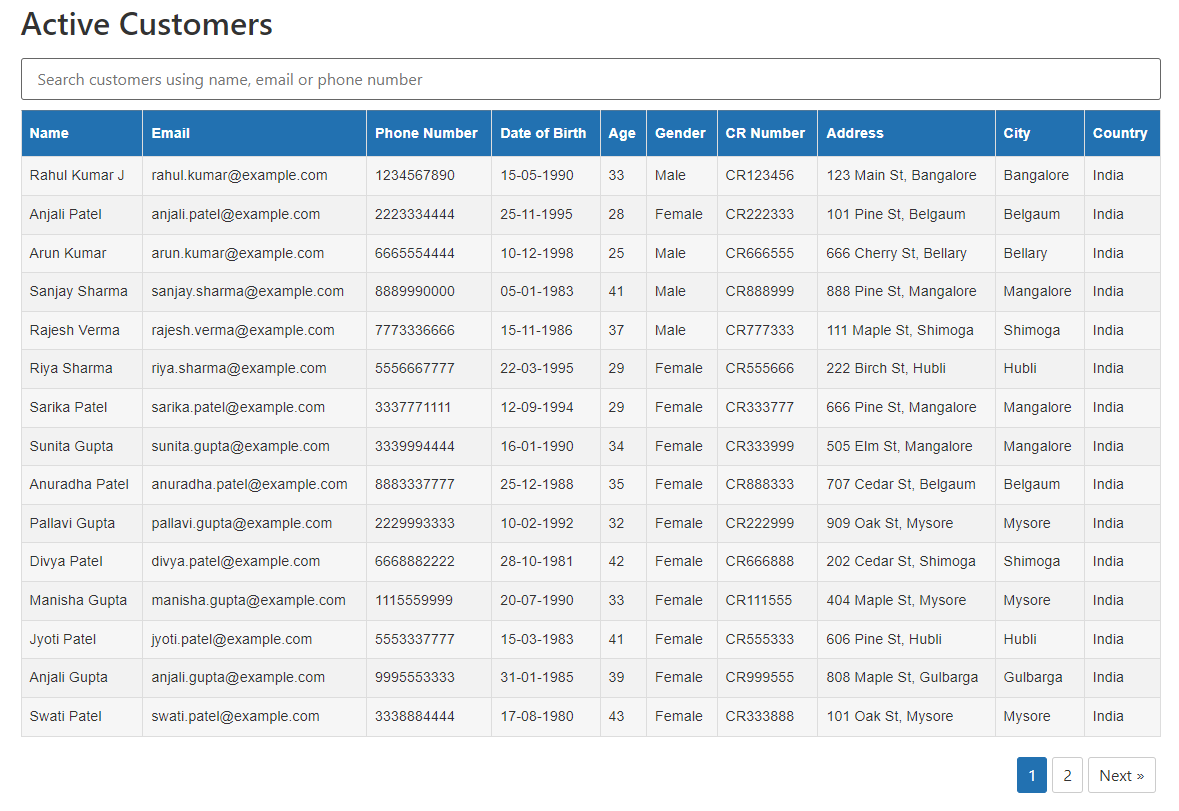 Active Customers
Search customers using name, email or phone number
Name Email Phone Number Date of Birth Age Gender CR Number Address City Country
Rahul Kumar J rahul.kumar@example.com 1234567890 15-05-1990 33 Male CR123456 123 Main St, Bangalore Bangalore India
Anjali Patel anjali.patel@example.com 2223334444 25-11-1995 28 Female CR222333 101 Pine St, Belgaum Belgaum India
Arun Kumar arun.kumar@example.com 6665554444 10-12-1998 25 Male CR666555 666 Cherry St, Bellary Bellary India
Sanjay Sharma sanjay.sharma@example.com 8889990000 05-01-1983 41 Male CR888999 888 Pine St, Mangalore Mangalore India
Rajesh Verma rajesh.verma@example.com 7773336666 15-11-1986 37 Male CR777333 111 Maple St, Shimoga Shimoga India
Riya Sharma riya.sharma@example.com 5556667777 22-03-1995 29 Female CR555666 222 Birch St, Hubli Hubli India
Sarika Patel sarika.patel@example.com 3337771111 12-09-1994 29 Female CR333777 666 Pine St, Mangalore Mangalore India
Sunita Gupta sunita.gupta@example.com 3339994444 16-01-1990 34 Female CR333999 505 Elm St, Mangalore Mangalore India
Anuradha Patel anuradha.patel@example.com 8883337777 25-12-1988 35 Female CR888333 707 Cedar St, Belgaum Belgaum India
Pallavi Gupta pallavi.gupta@example.com 2229993333 10-02-1992 32 Female CR222999 909 Oak St, Mysore Mysore India
Divya Patel divya.patel@example.com 6668882222 28-10-1981 42 Female CR666888 202 Cedar St, Shimoga Shimoga India
Manisha Gupta manisha.gupta@example.com 1115559999 20-07-1990 33 Female CR111555 404 Maple St, Mysore Mysore India
Jyoti Patel jyoti.patel@example.com 5553337777 15-03-1983 41 Female CR555333 606 Pine St, Hubli Hubli India
Anjali Gupta anjali.gupta@example.com 9995553333 31-01-1985 39 Female CR999555 808 Maple St, Gulbarga Gulbarga India
Swati Patel swati.patel@example.com 3338884444 17-08-1980 43 Female CR333888 101 Oak St, Mysore Mysore India
1 2 Next »